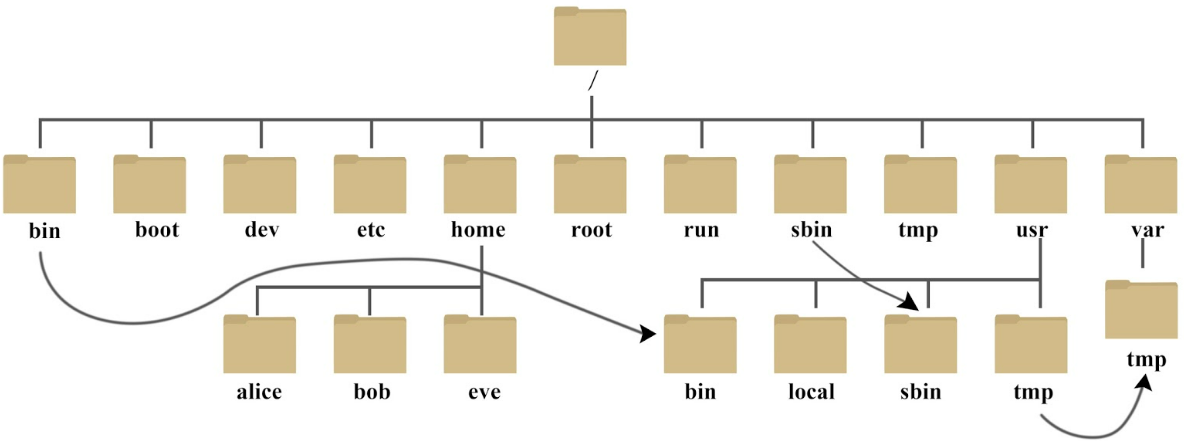 /
bin boot dev etc home root run sbin tmp usr var
alice bob eve bin local sbin tmp tmp